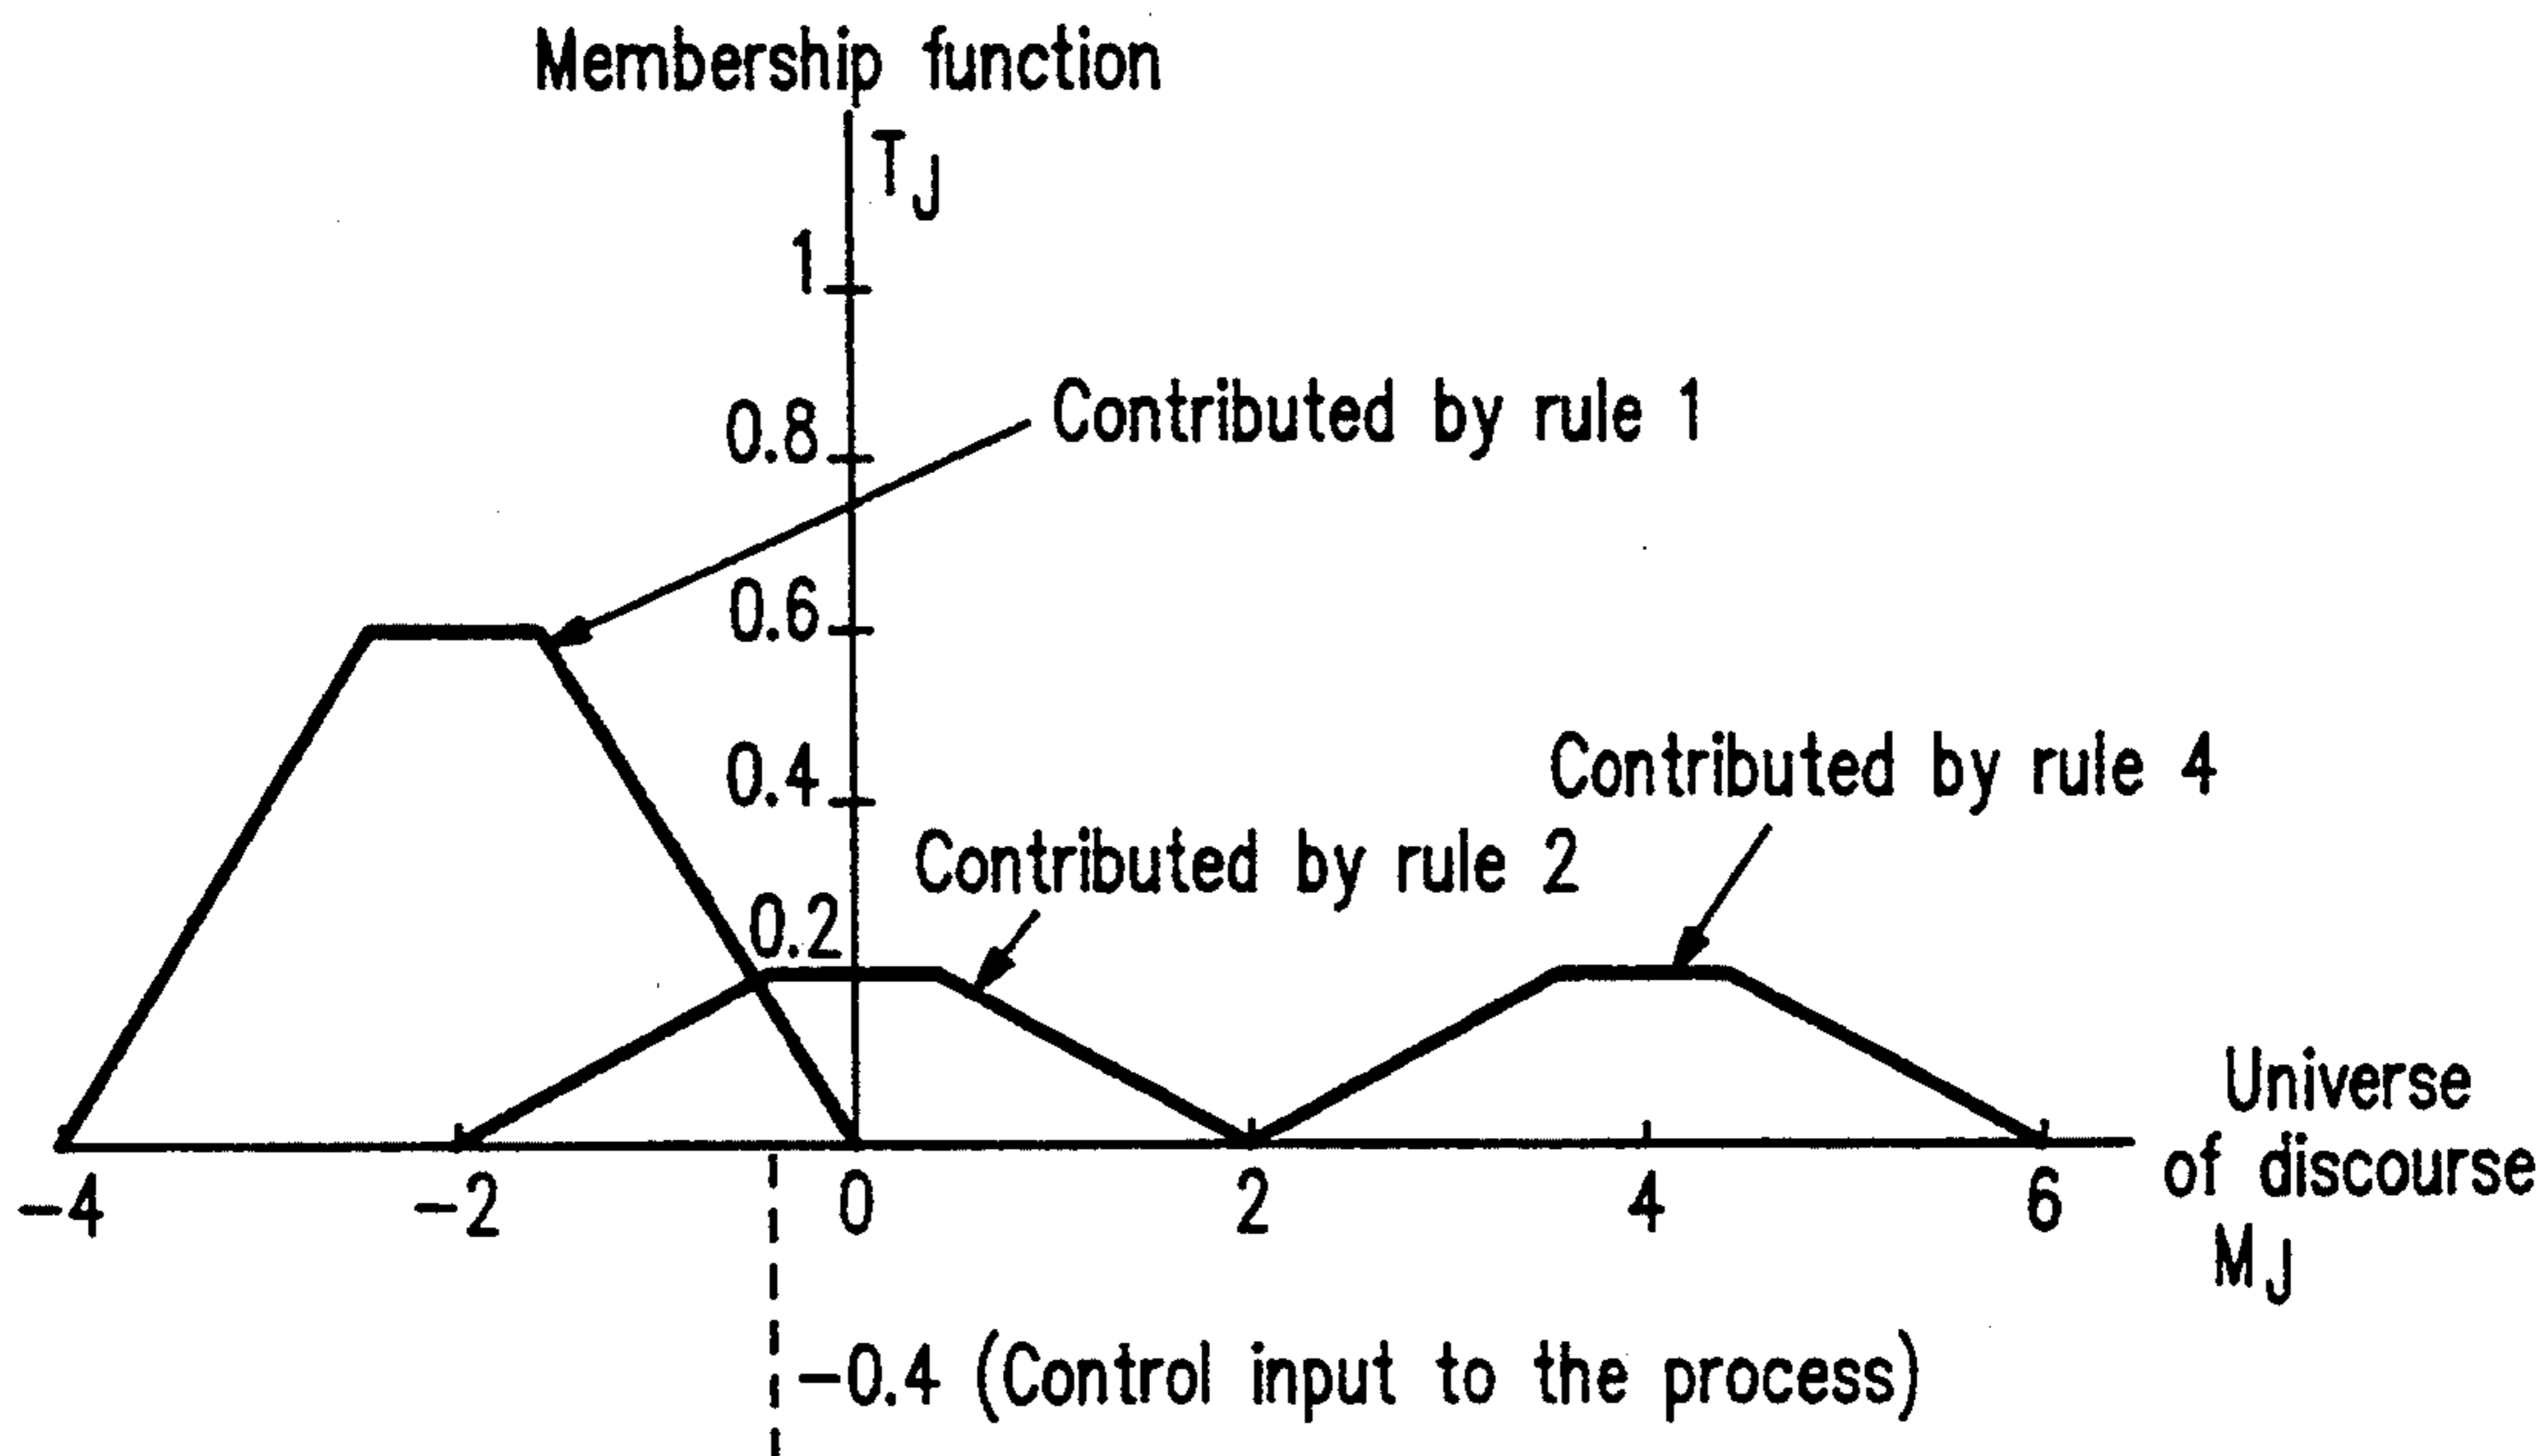 Membership function
TJ
1
0.8
Contributed by rule 1
0.6
0.4
Contributed by rule 4
Contributed by rule 2
0.2
Universe
of discourse
MJ
-4
-2
0
2
4
6
-0.4 (Control input to the process)